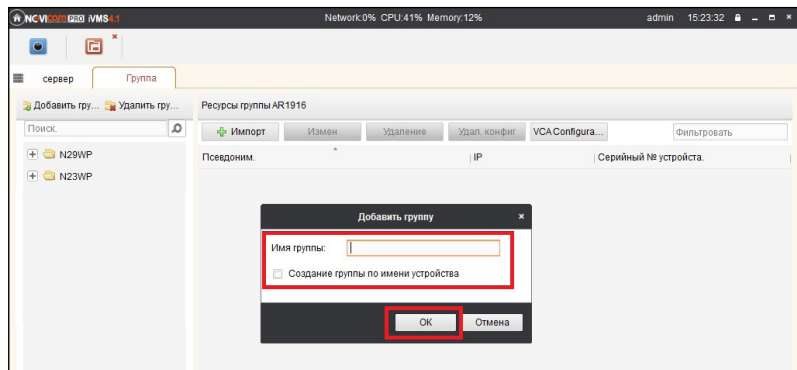 NOVICOM PRO iVMS4.1 Network:0% CPU:41% Memory:12% admin 15:23:32
сервер Группа
Добавить гру... Удалить гру... Ресурсы группы AR1916
Поиск. Импорт Измен Удаление Удал. конфиг VCA Configura... Фильтровать
N29WP Псевдоним. IP Серийный № устройства.
N23WP
Добавить группу
Имя группы:
Создание группы по имени устройства
OK Отмена